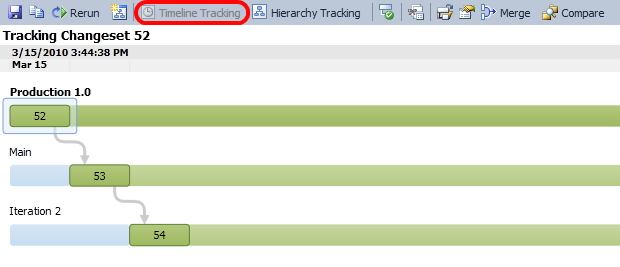 Rerun Timeline Tracking Hierarchy Tracking Merge Compare
Tracking Changeset 52
3/15/2010 3:44:38 PM
Mar 15
Production 1.0
52
Main
53
Iteration 2
54